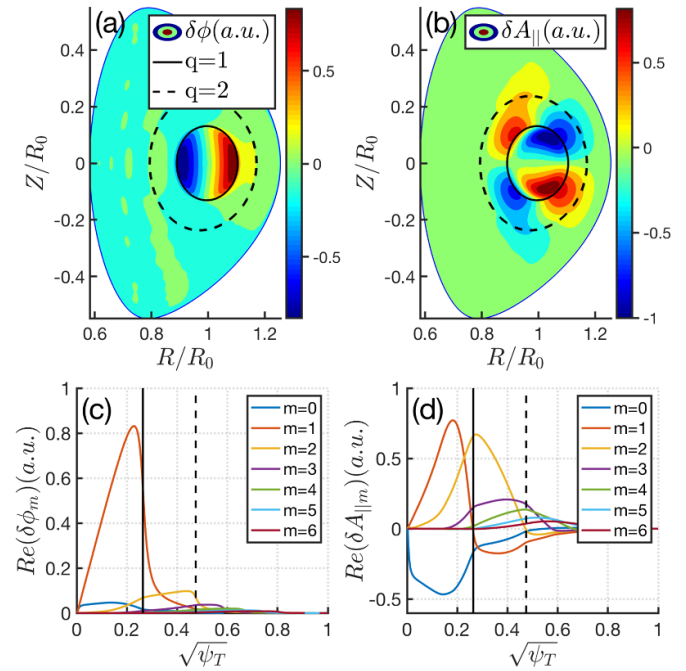 (a)
δϕ(a.u.)
q=1
q=2
Z/R₀
0.4
0.2
0
-0.2
-0.4
0.6 0.8 1 1.2
R/R₀
0.5
0
-0.5
(b)
δA||(a.u.)
Z/R₀
0.4
0.2
0
-0.2
-0.4
0.6 0.8 1 1.2
R/R₀
0.5
0
-0.5
-1
(c)
Re(δϕₘ)(a.u.)
1
0.8
0.6
0.4
0.2
0
0 0.2 0.4 0.6 0.8 1
√ψ_T
m=0
m=1
m=2
m=3
m=4
m=5
m=6
(d)
Re(δA||ₘ)(a.u.)
1
0.5
0
-0.5
0 0.2 0.4 0.6 0.8 1
√ψ_T
m=0
m=1
m=2
m=3
m=4
m=5
m=6